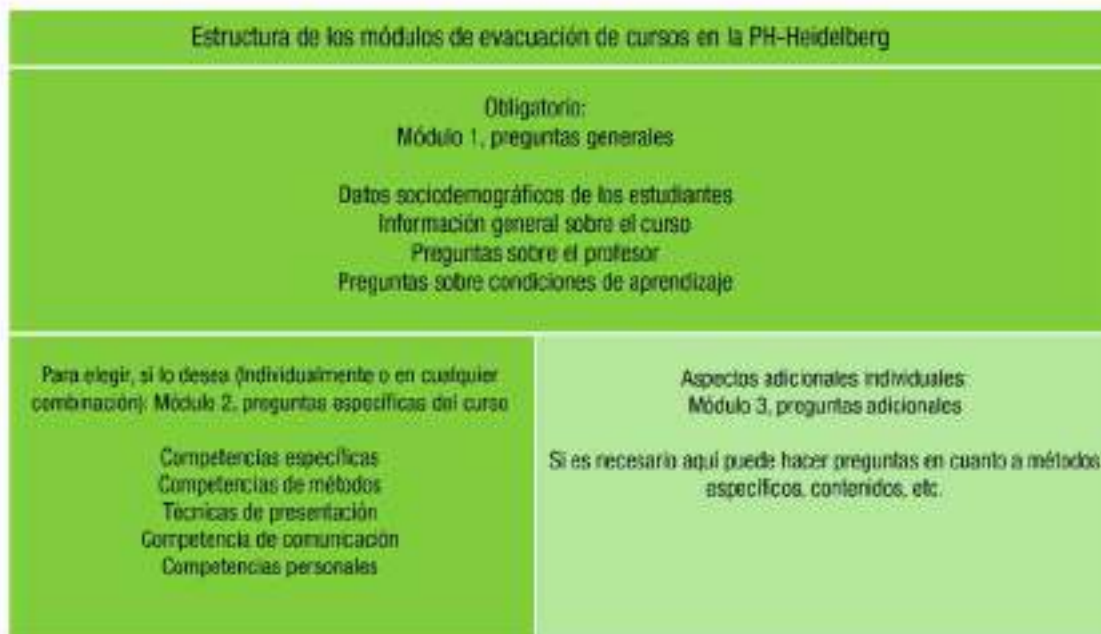 Estructura de los módulos de evacuación de cursos en la PH-Heidelberg
Obligatorio:
Módulo 1, preguntas generales
Datos sociodemográficos de los estudiantes
Información general sobre el curso
Preguntas sobre el profesor
Preguntas sobre condiciones de aprendizaje
Para elegir, si lo desea (individualmente o en cualquier
combinación): Módulo 2, preguntas específicas del curso
Competencias específicas
Competencias de métodos
Técnicas de presentación
Competencia de comunicación
Competencias personales
Aspectos adicionales individuales:
Módulo 3, preguntas adicionales
Si es necesario aquí puede hacer preguntas en cuanto a métodos
específicos, contenidos, etc.